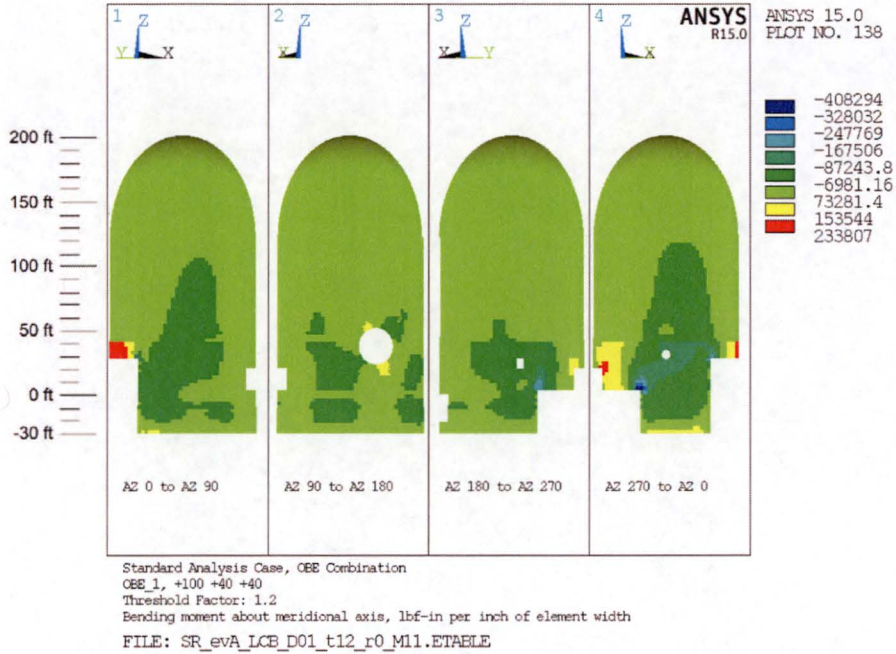 1
Z
Y X
2
Z
X
3
Z
X Y
4
Z
X
ANSYS
R15.0
ANSYS 15.0
PLOT NO. 138
-408294
-328032
-247769
-167506
-87243.8
-6981.16
73281.4
153544
233807
200 ft
150 ft
100 ft
50 ft
0 ft
-30 ft
AZ 0 to AZ 90
AZ 90 to AZ 180
AZ 180 to AZ 270
AZ 270 to AZ 0
Standard Analysis Case, OBE Combination
OBE_1, +100 +40 +40
Threshold Factor: 1.2
Bending moment about meridional axis, lbf-in per inch of element width
FILE: SR_evA_LCB_D01_t12_r0_M11.ETABLE